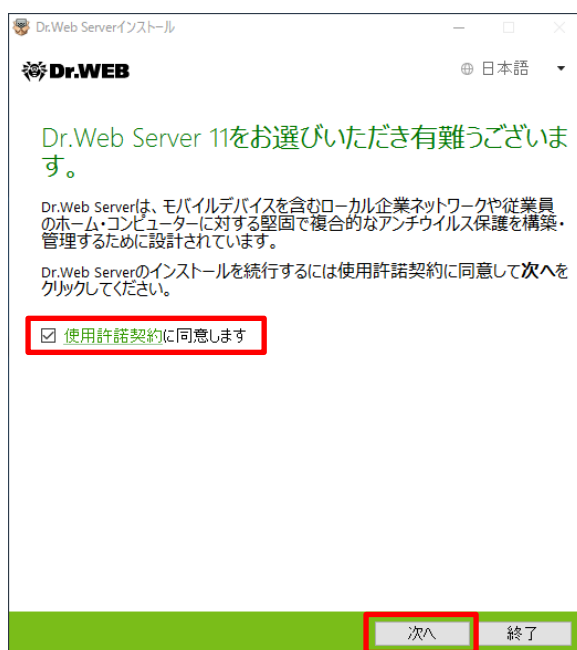 Dr.Web Serverインストール
Dr.WEB
日本語
Dr.Web Server 11をお選びいただき有難うございま
す。
Dr.Web Serverは、モバイルデバイスを含むローカル企業ネットワークや従業員
のホーム・コンピューターに対する堅固で複合的なアンチウイルス保護を構築・
管理するために設計されています。
Dr.Web Serverのインストールを続行するには使用許諾契約に同意して次へを
クリックしてください。
使用許諾契約に同意します
次へ
終了